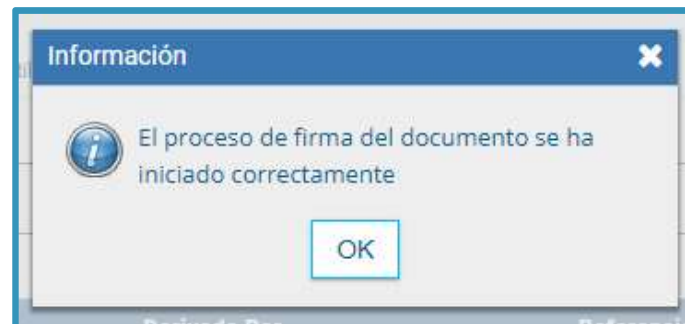 Información
El proceso de firma del documento se ha
iniciado correctamente
OK